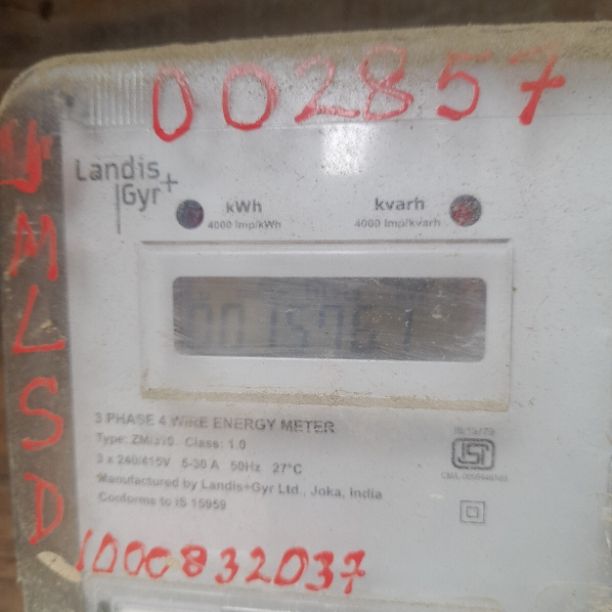 002857
Landis
Gyr+
kWh
4000 Imp/kWh
kvarh
4000 Imp/kvarh
3 PHASE 4 WIRE ENERGY METER
Class: 1.0
3 x 240/415V 5-30 A 50Hz 27°C
Manufactured by Landis+Gyr Ltd., Joka, India
Conforms to IS 15959
ISI
M
L
S
D
1000832037